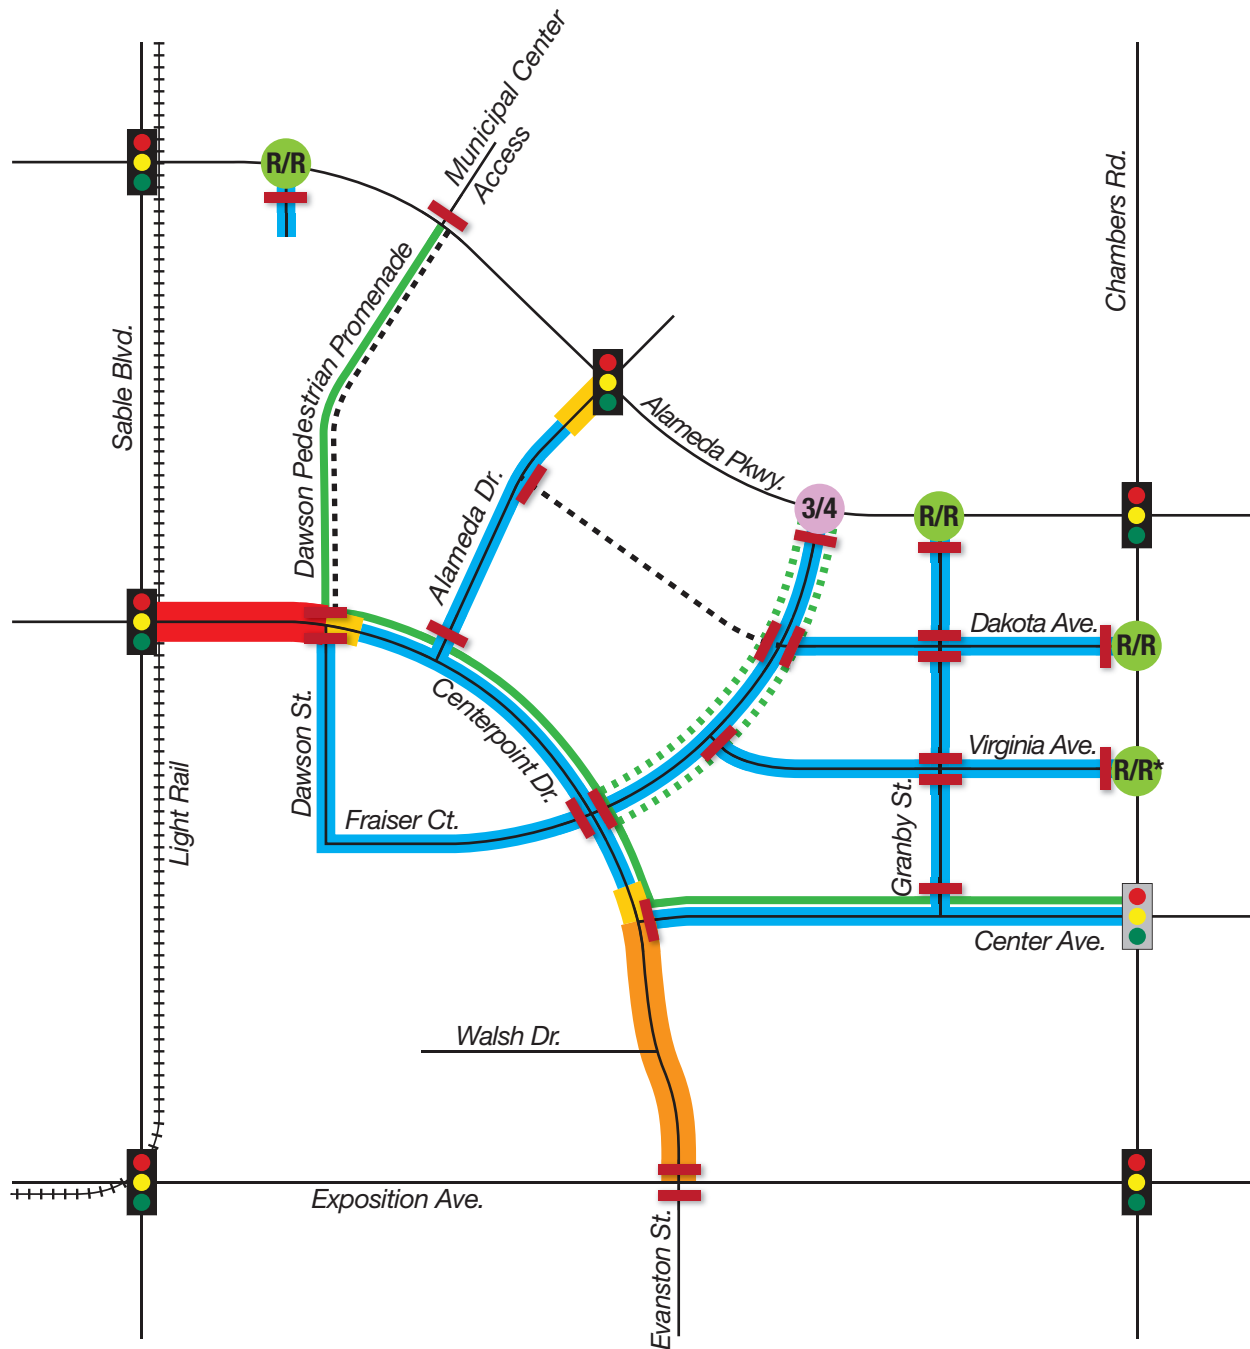 Municipal Center
Access
R/R
Chambers Rd.
Sable Blvd.
Dawson Pedestrian Promenade
Alameda Pkwy.
Alameda Dr.
3/4
R/R
Dakota Ave.
R/R
Dawson St.
Centerpoint Dr.
Virginia Ave.
R/R*
Light Rail
Fraiser Ct.
Granby St.
Center Ave.
Walsh Dr.
Exposition Ave.
Evanston St.